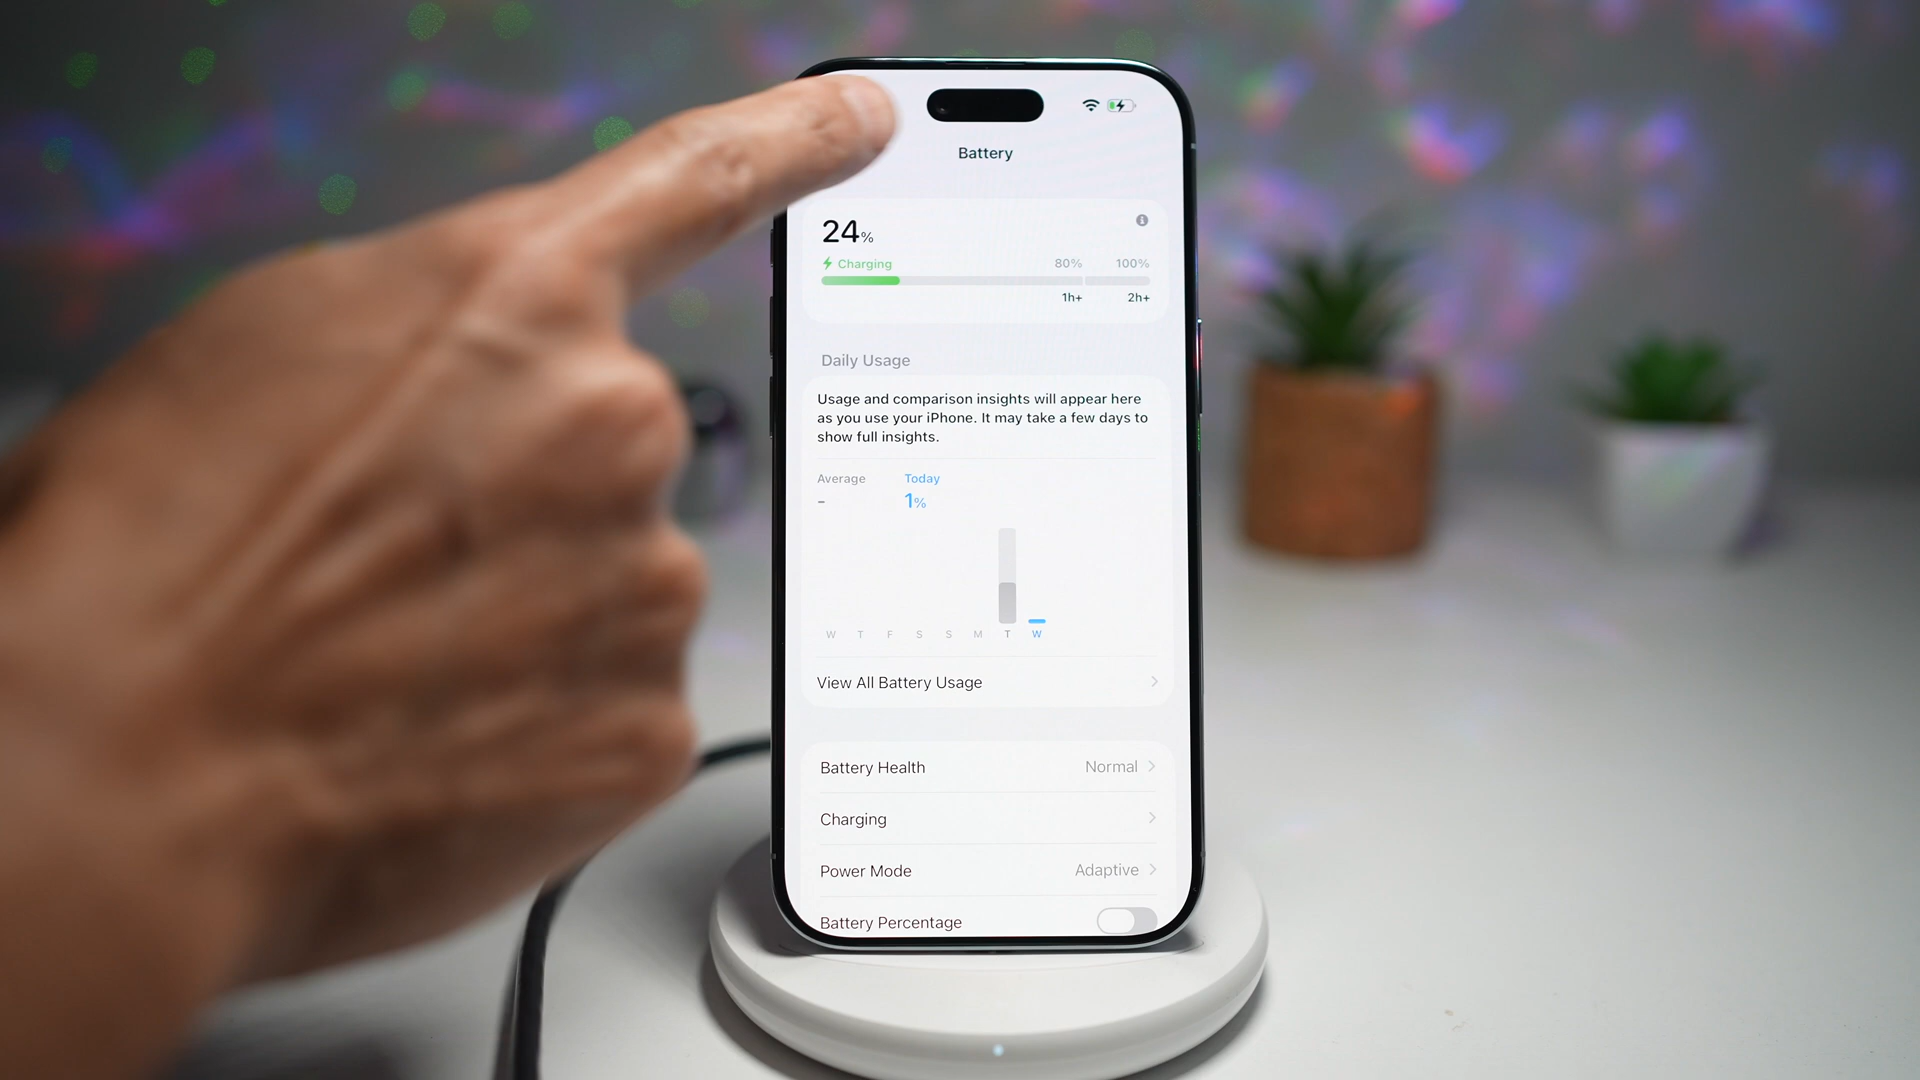 Battery
24%
Charging 80% 100%
1h+ 2h+
Daily Usage
Usage and comparison insights will appear here
as you use your iPhone. It may take a few days to
show full insights.
Average Today
- 1%
W T F S S M T W
View All Battery Usage
Battery Health Normal
Charging
Power Mode Adaptive
Battery Percentage